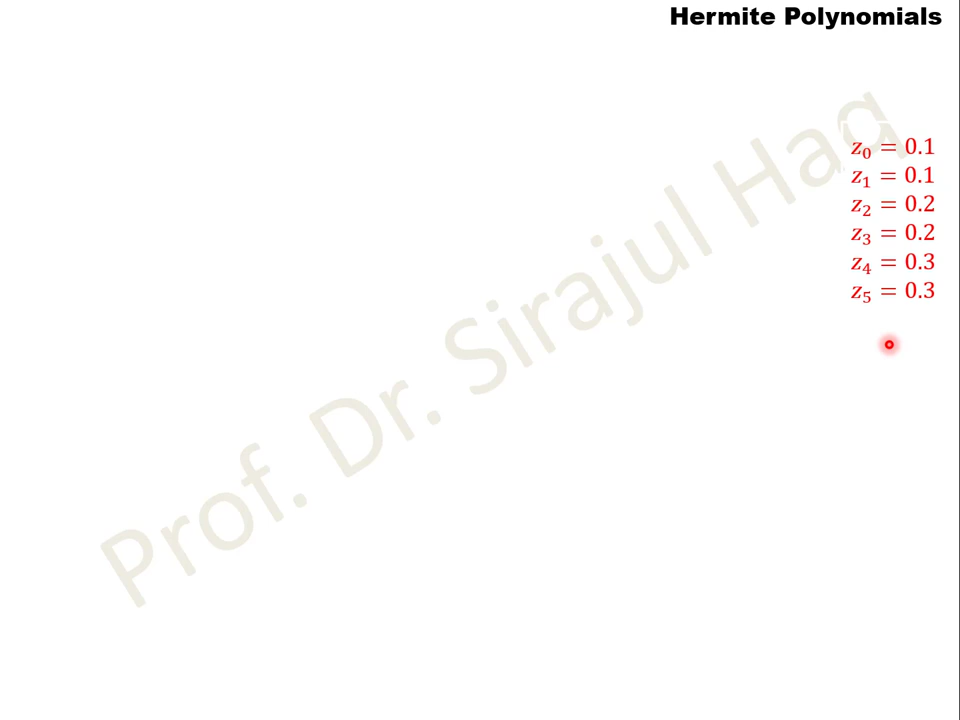 Hermite Polynomials
z₀ = 0.1
z₁ = 0.1
z₂ = 0.2
z₃ = 0.2
z₄ = 0.3
z₅ = 0.3
Prof. Dr. Sirajul Haq